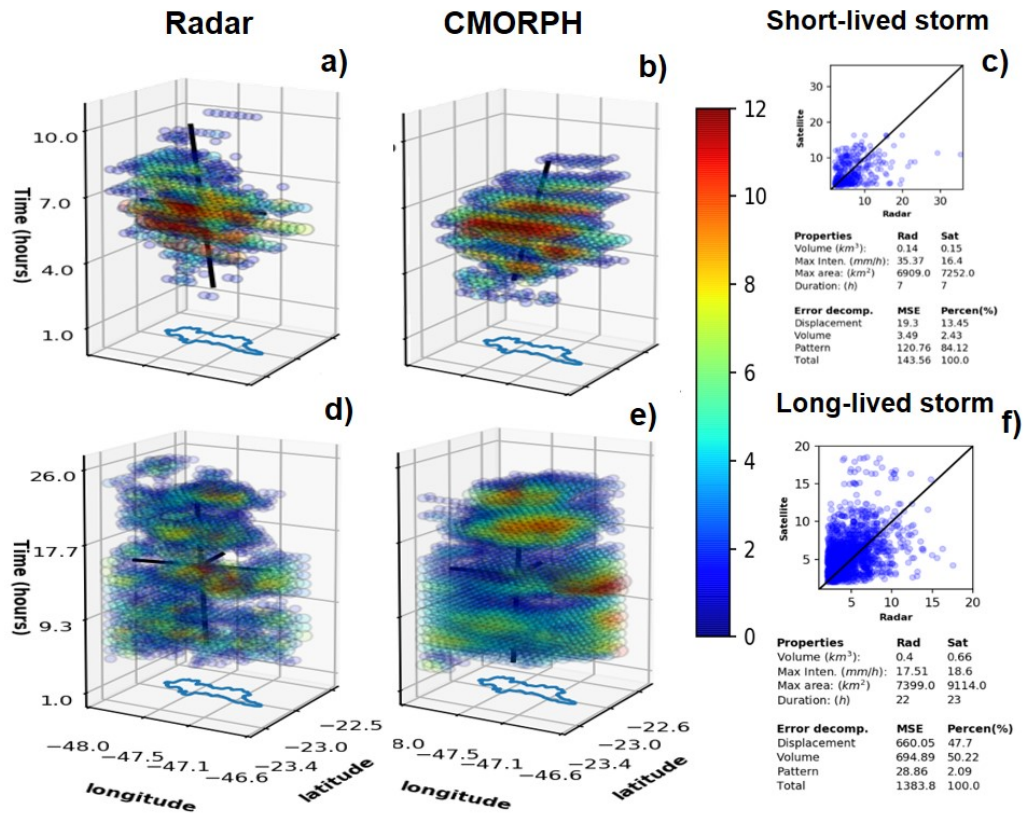 Radar CMORPH Short-lived storm
a) b) c)
Time (hours)
10.0
7.0
4.0
1.0
12
10
8
6
4
2
0
Satellite
30
20
10
10 20 30
Radar
Properties Rad Sat
Volume (km³): 0.14 0.15
Max Inten. (mm/h): 35.37 16.4
Max area: (km²) 6909.0 7252.0
Duration: (h) 7 7
Error decomp. MSE Percen(%)
Displacement 19.3 13.45
Volume 3.49 2.43
Pattern 120.76 84.12
Total 143.56 100.0
Long-lived storm
d) e) f)
Time (hours)
26.0
17.7
9.3
1.0
−48.0
−47.5
−47.1
−46.6
longitude
−22.5
−23.0
−23.4
latitude
8.0
−47.5
−47.1
−46.6
longitude
−22.6
−23.0
−23.4
latitude
Satellite
20
15
10
5
5 10 15 20
Radar
Properties Rad Sat
Volume (km³): 0.4 0.66
Max Inten. (mm/h): 17.51 18.6
Max area: (km²) 7399.0 9114.0
Duration: (h) 22 23
Error decomp. MSE Percen(%)
Displacement 660.05 47.7
Volume 694.89 50.22
Pattern 28.86 2.09
Total 1383.8 100.0